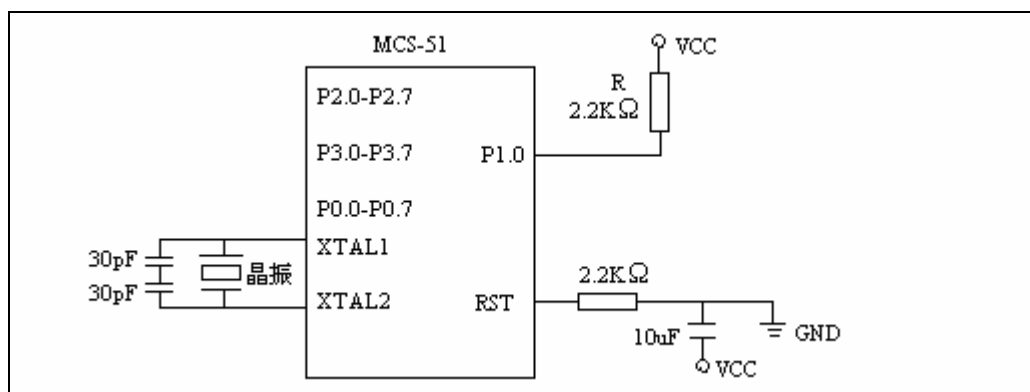 MCS-51
VCC
R
2.2KΩ
P2.0-P2.7
P3.0-P3.7
P1.0
P0.0-P0.7
XTAL1
30pF
晶振
30pF
XTAL2
2.2KΩ
RST
GND
10uF
VCC